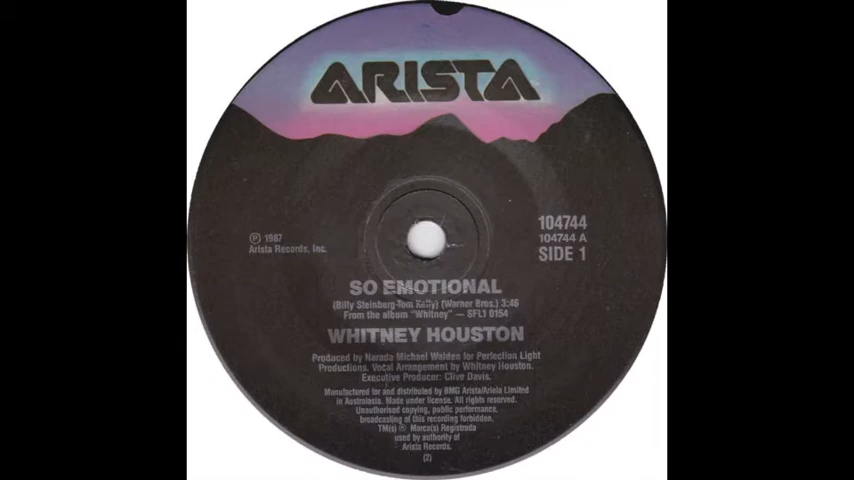 ARISTA
Ⓟ 1987
Arista Records, Inc.
104744
104744 A
SIDE 1
SO EMOTIONAL
(Billy Steinberg-Tom Kelly) (Warner Bros.) 3:46
From the album "Whitney" — SFL1 0154
WHITNEY HOUSTON
Produced by Narada Michael Walden for Perfection Light
Productions. Vocal Arrangement by Whitney Houston.
Executive Producer: Clive Davis.
Manufactured for and distributed by BMG Arista/Ariola Limited
in Australasia. Made under license. All rights reserved.
Unauthorised copying, public performance,
broadcasting of this recording forbidden.
TM(s) ® Marca(s) Registrada
used by authority of
Arista Records.
(2)